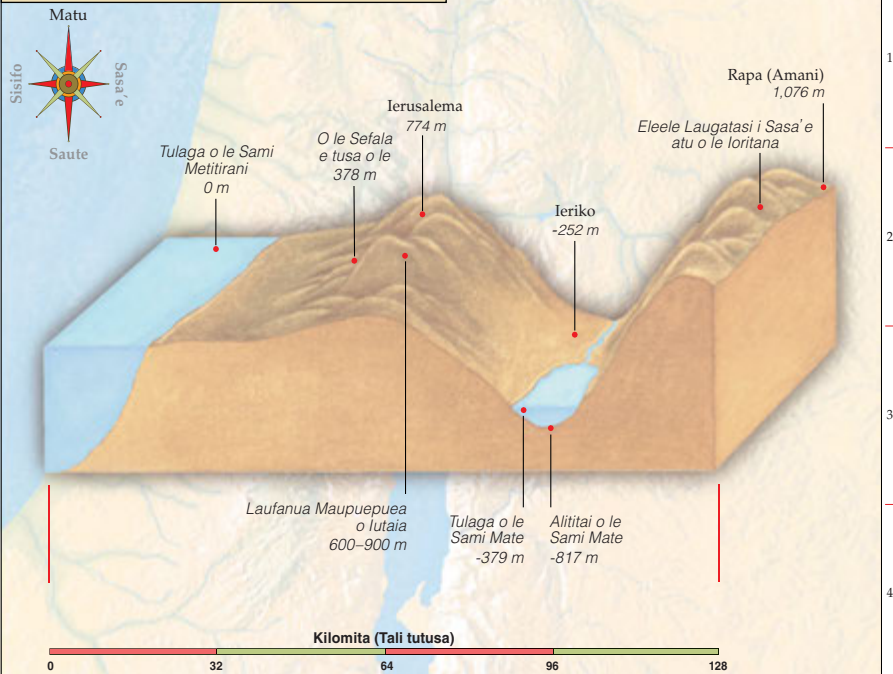 Matu
Sisifo
Sasa'e
Saute
Tulaga o le Sami
Metitirani
0 m
O le Sefala
e tusa o le
378 m
Ierusalema
774 m
Ieriko
-252 m
Eleele Laugatasi i Sasa'e
atu o le Ioritana
Rapa (Amani)
1,076 m
Laufanua Maupuepuea
o Iutaia
600–900 m
Tulaga o le
Sami Mate
-379 m
Alititai o le
Sami Mate
-817 m
1
2
3
4
Kilomita (Tali tutusa)
0
32
64
96
128